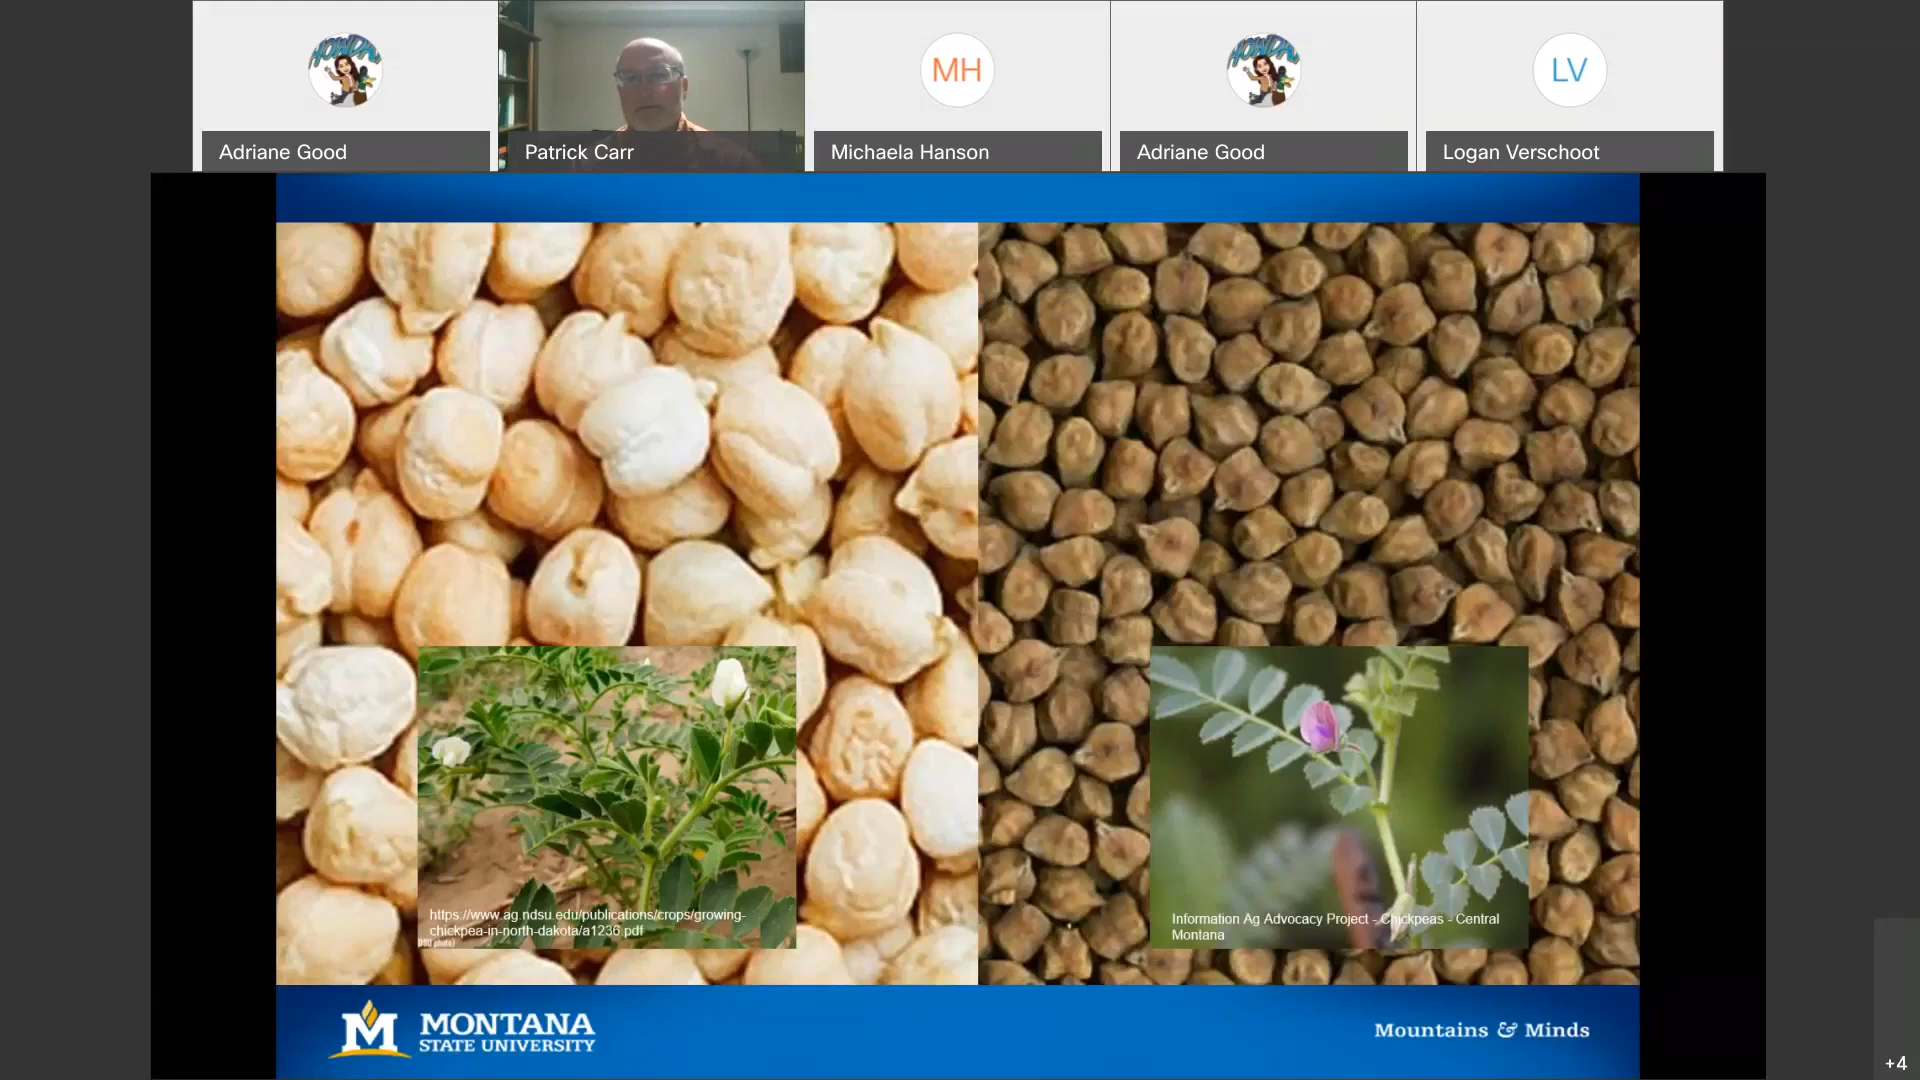 HOWDY
MH
HOWDY
LV
Adriane Good
Patrick Carr
Michaela Hanson
Adriane Good
Logan Verschoot
https://www.ag.ndsu.edu/publications/crops/growing-
chickpea-in-north-dakota/a1236.pdf
Information Ag Advocacy Project - Chickpeas - Central
Montana
M MONTANA
STATE UNIVERSITY
Mountains & Minds
+4